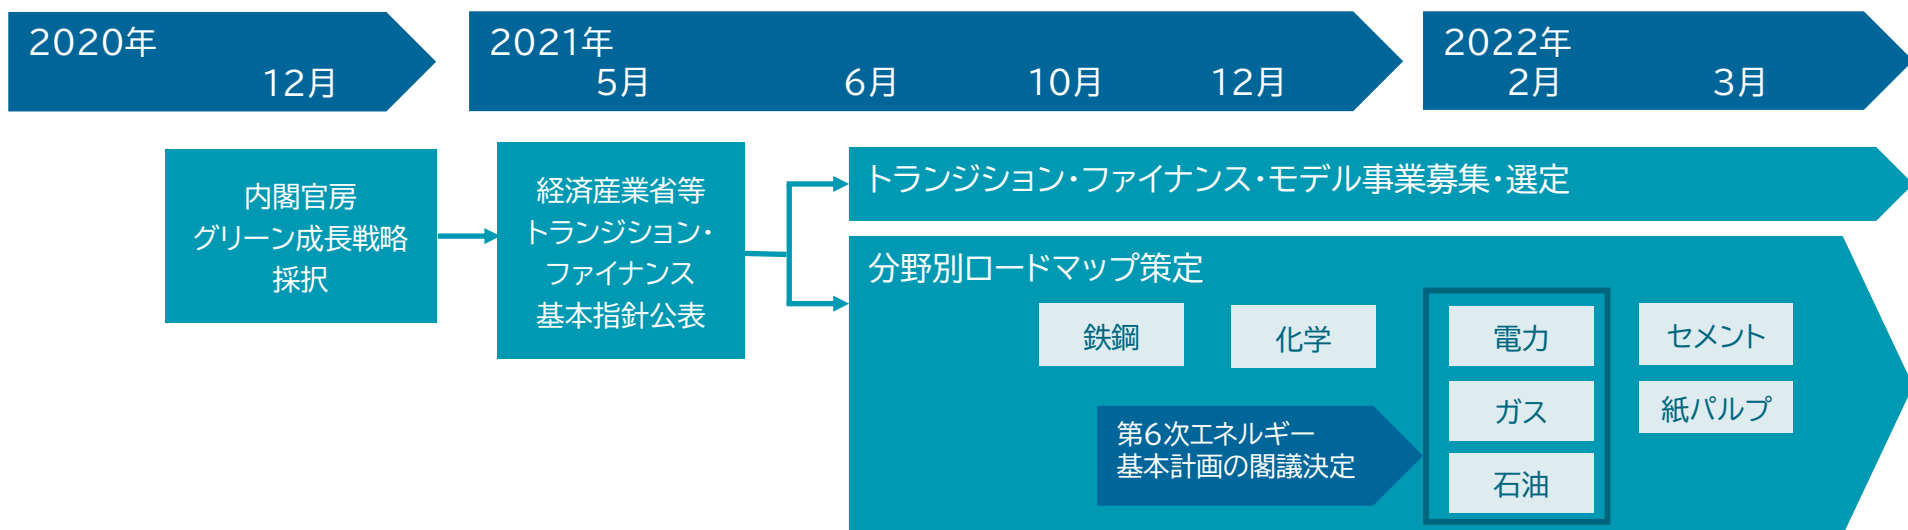 2020年
12月
2021年
5月
6月
10月
12月
2022年
2月
3月
内閣官房
グリーン成長戦略
採択
経済産業省等
トランジション・
ファイナンス
基本指針公表
トランジション・ファイナンス・モデル事業募集・選定
分野別ロードマップ策定
鉄鋼
化学
電力
ガス
石油
セメント
紙パルプ
第6次エネルギー
基本計画の閣議決定